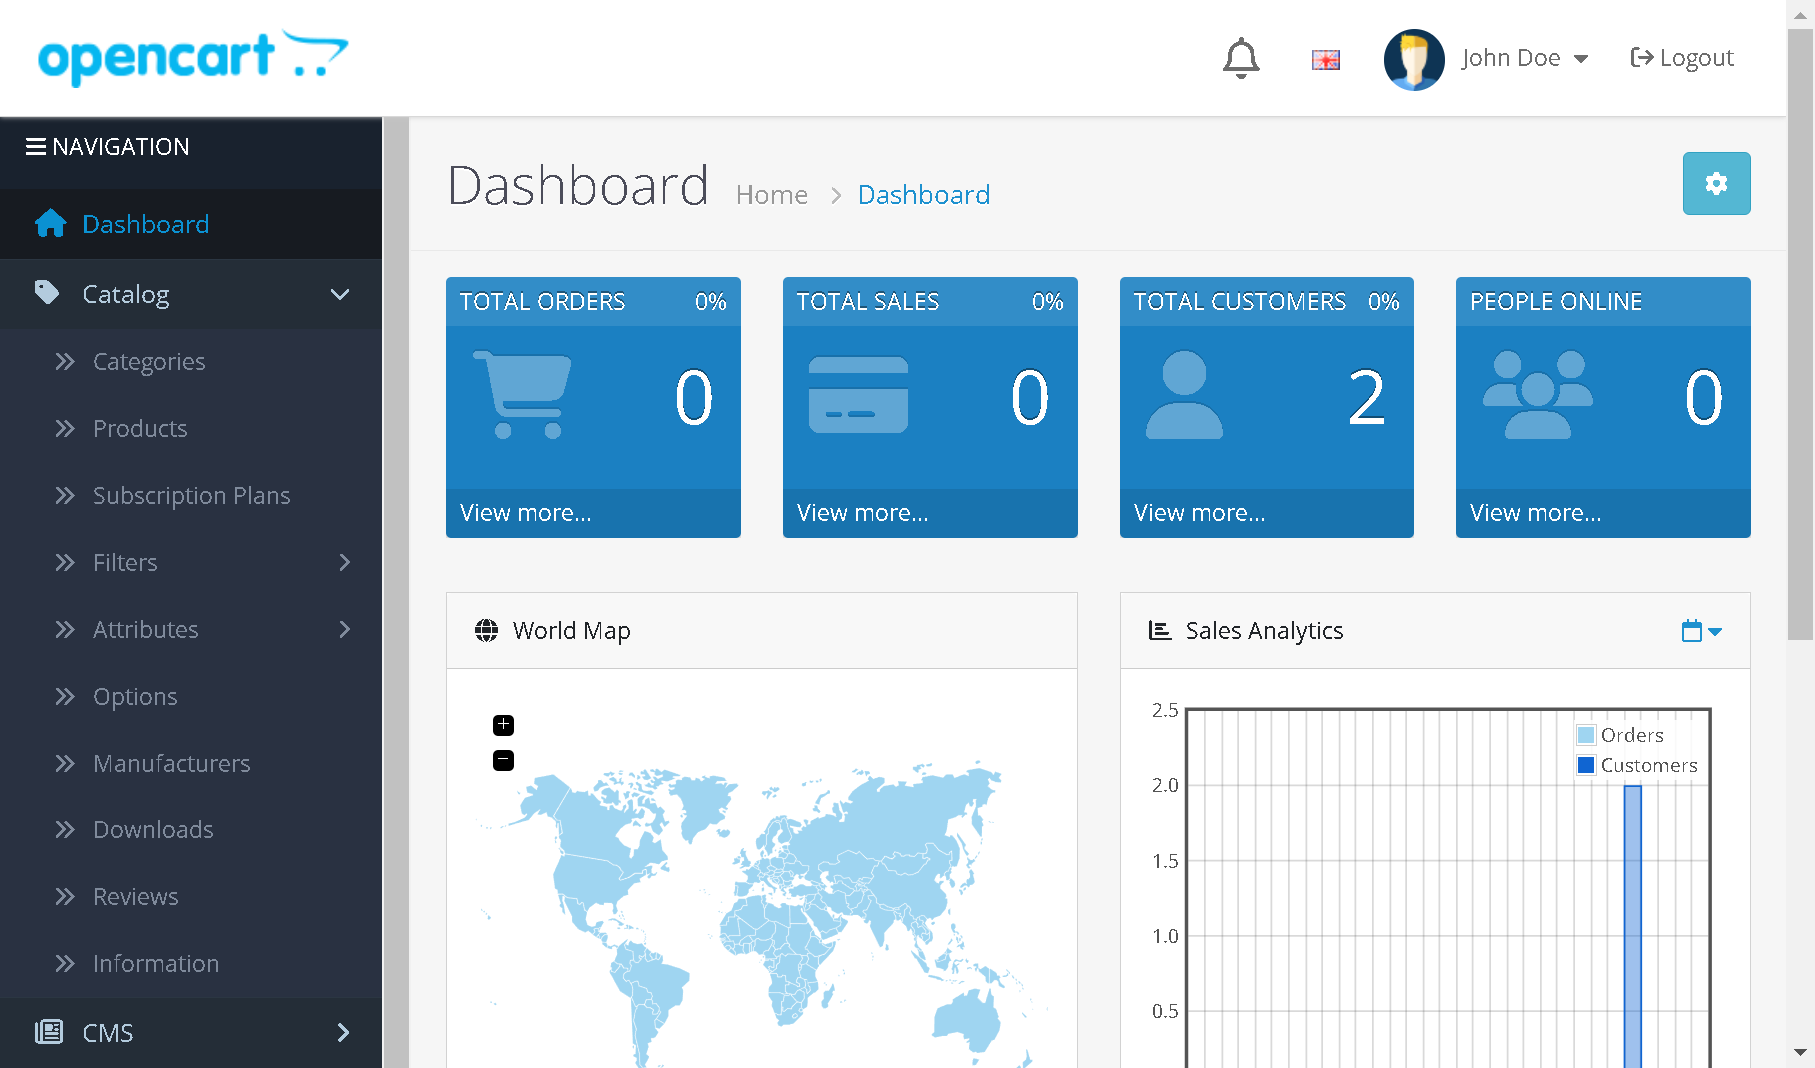 opencart
John Doe
Logout
NAVIGATION
Dashboard
Catalog
Categories
Products
Subscription Plans
Filters
Attributes
Options
Manufacturers
Downloads
Reviews
Information
CMS
Dashboard
Home > Dashboard
TOTAL ORDERS 0%
0
View more...
TOTAL SALES 0%
0
View more...
TOTAL CUSTOMERS 0%
2
View more...
PEOPLE ONLINE
0
View more...
World Map
+
−
Sales Analytics
2.5
2.0
1.5
1.0
0.5
Orders
Customers